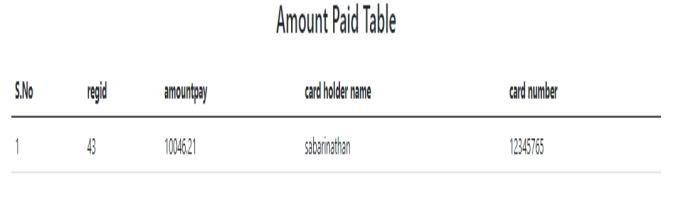 Amount Paid Table
S.No regid amountpay card holder name card number
1 43 10046.21 sabarinathan 12345765